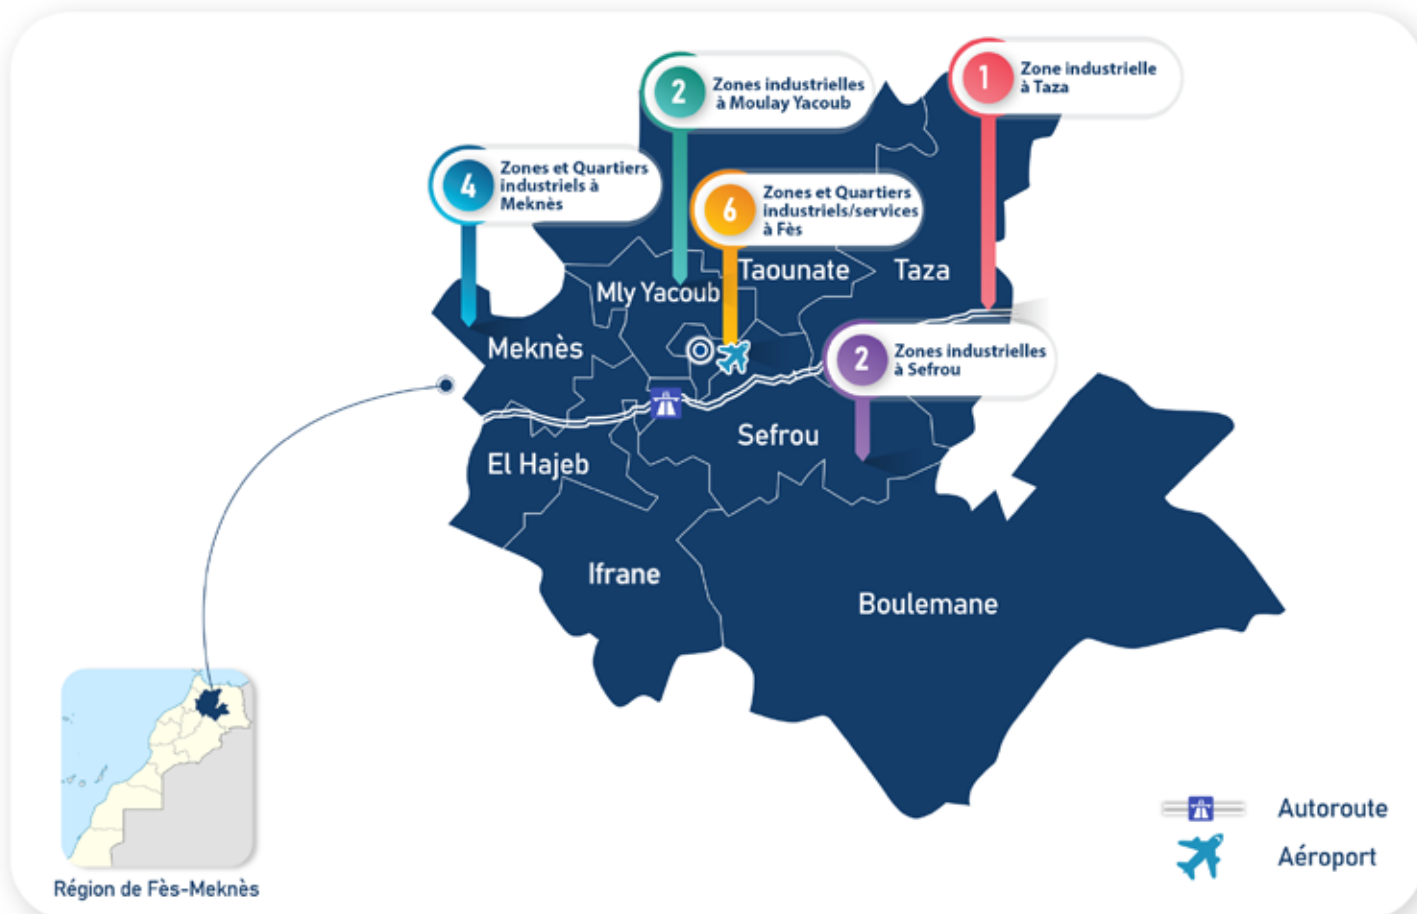 1
Zone industrielle
à Taza
2
Zones industrielles
à Moulay Yacoub
4
Zones et Quartiers
industriels à
Meknès
6
Zones et Quartiers
industriels/services
à Fès
Taounate
Taza
Mly Yacoub
Meknès
2
Zones industrielles
à Sefrou
Sefrou
El Hajeb
Ifrane
Boulemane
Autoroute
Aéroport
Région de Fès-Meknès